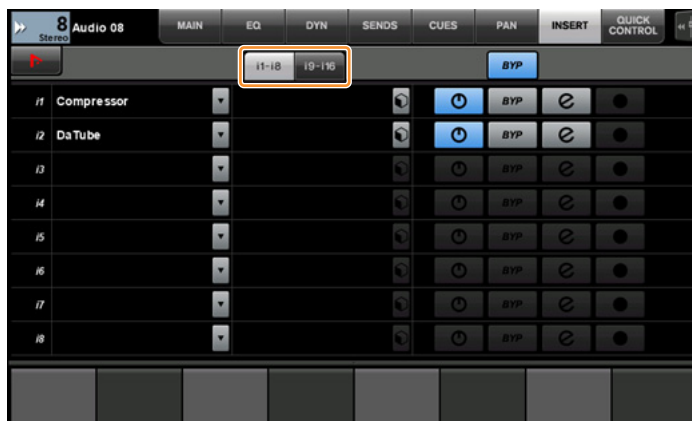 8 Audio 08 MAIN EQ DYN SENDS CUES PAN INSERT QUICK CONTROL
Stereo
i1-i8 i9-i16 BYP
i1 Compressor BYP e
i2 DaTube BYP e
i3 BYP e
i4 BYP e
i5 BYP e
i6 BYP e
i7 BYP e
i8 BYP e